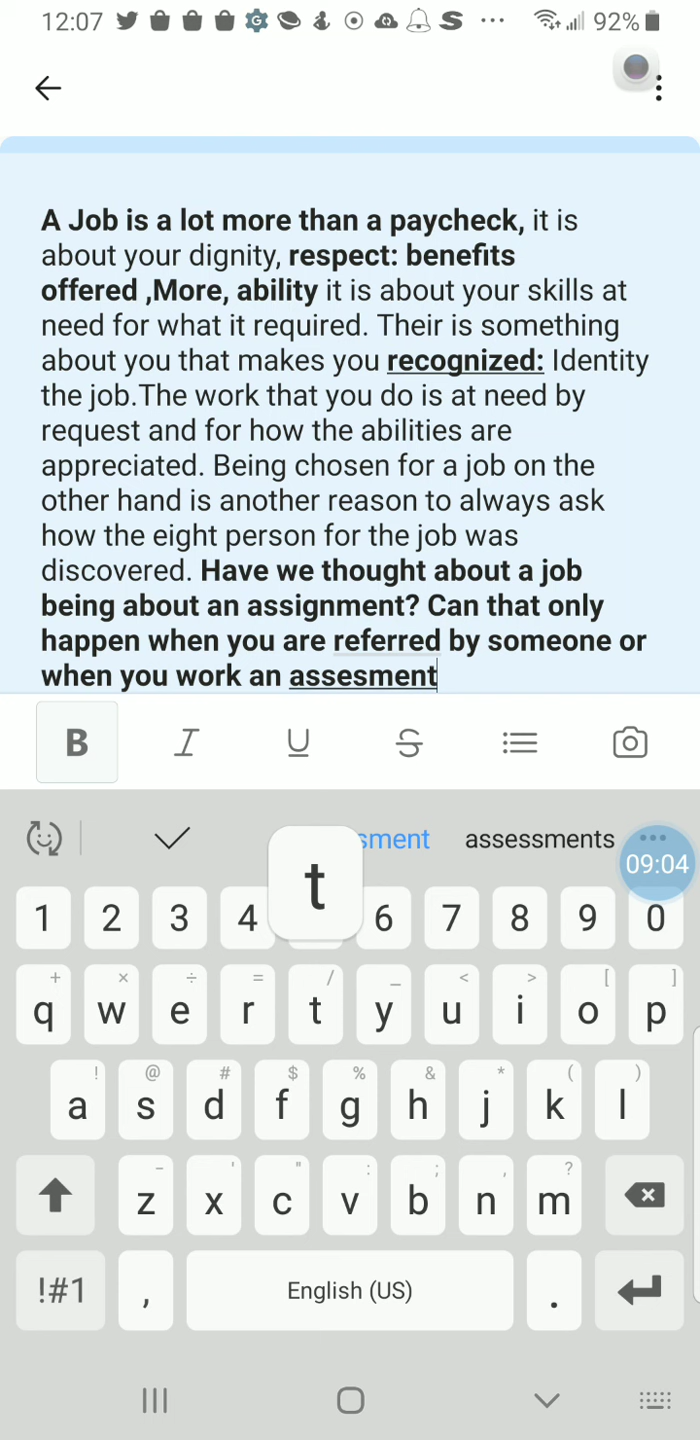 12:07 92%
A Job is a lot more than a paycheck, it is
about your dignity, respect: benefits
offered ,More, ability it is about your skills at
need for what it required. Their is something
about you that makes you recognized: Identity
the job.The work that you do is at need by
request and for how the abilities are
appreciated. Being chosen for a job on the
other hand is another reason to always ask
how the eight person for the job was
discovered. Have we thought about a job
being about an assignment? Can that only
happen when you are referred by someone or
when you work an assesment
B I U S
sment assessments
09:04
t
1 2 3 4 6 7 8 9 0
+ × ÷ = / _ < > [ ]
q w e r t y u i o p
! @ # $ % & * ( )
a s d f g h j k l
- ' " : ; , ?
z x c v b n m
!#1 , English (US) .